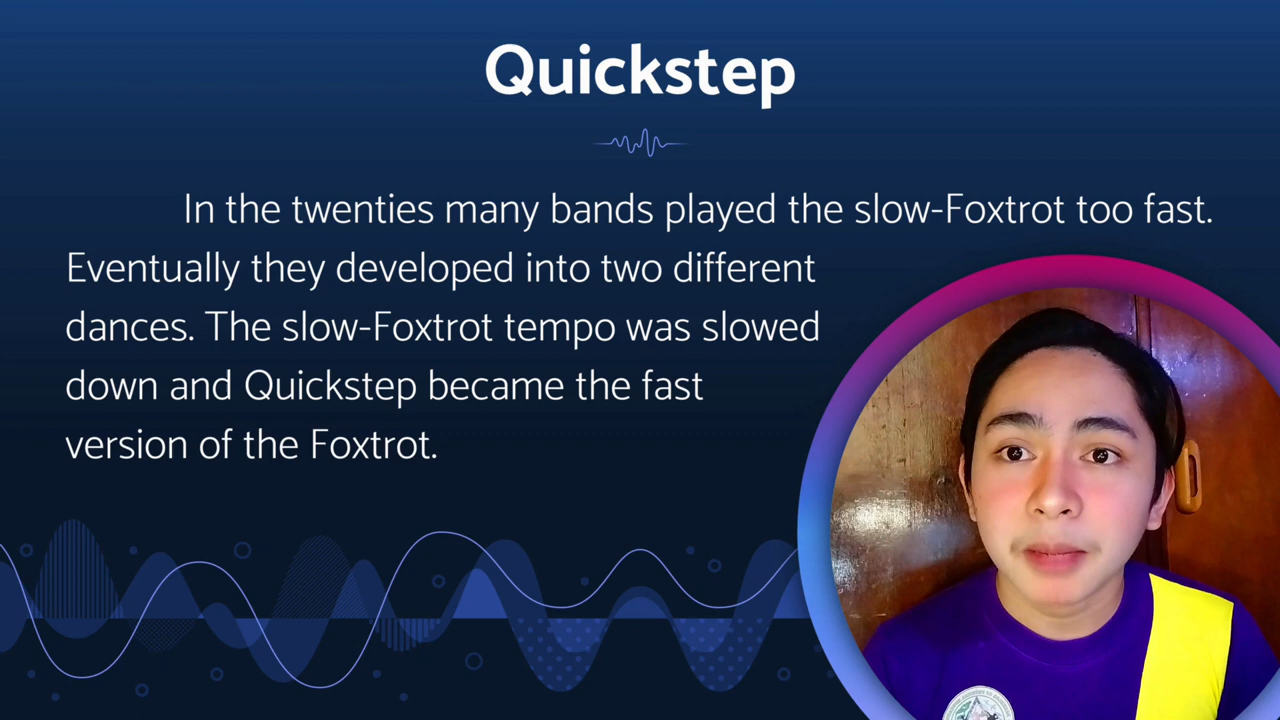 Quickstep
In the twenties many bands played the slow-Foxtrot too fast.
Eventually they developed into two different
dances. The slow-Foxtrot tempo was slowed
down and Quickstep became the fast
version of the Foxtrot.